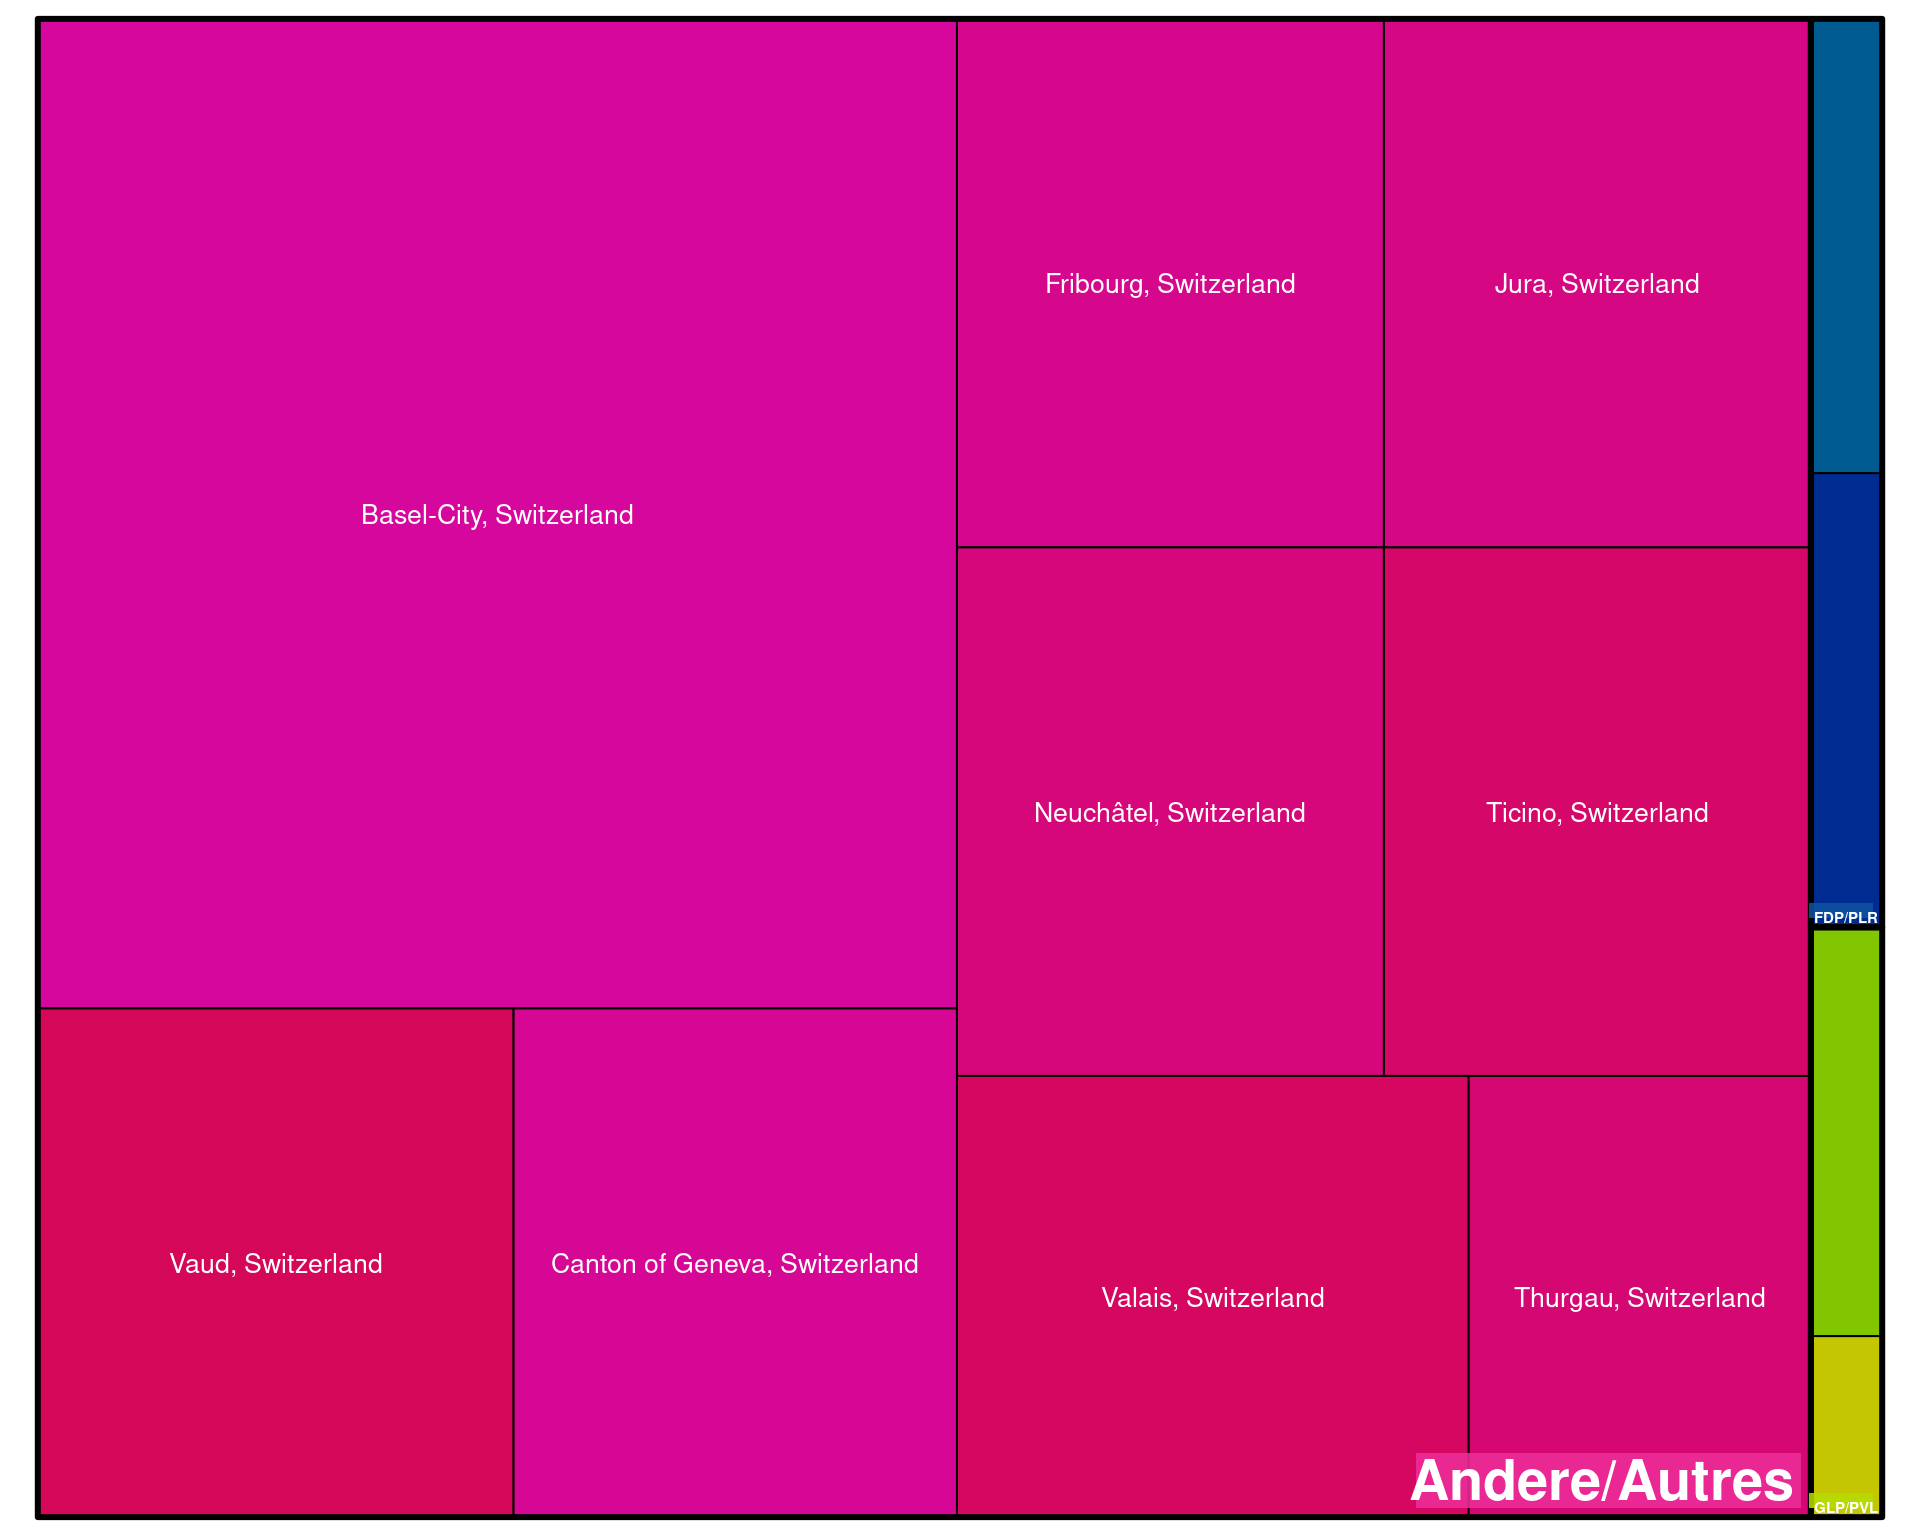 Fribourg, Switzerland
Jura, Switzerland
Basel-City, Switzerland
Neuchâtel, Switzerland
Ticino, Switzerland
FDP/PLR
Vaud, Switzerland
Canton of Geneva, Switzerland
Valais, Switzerland
Thurgau, Switzerland
Andere/Autres
GLP/PVL